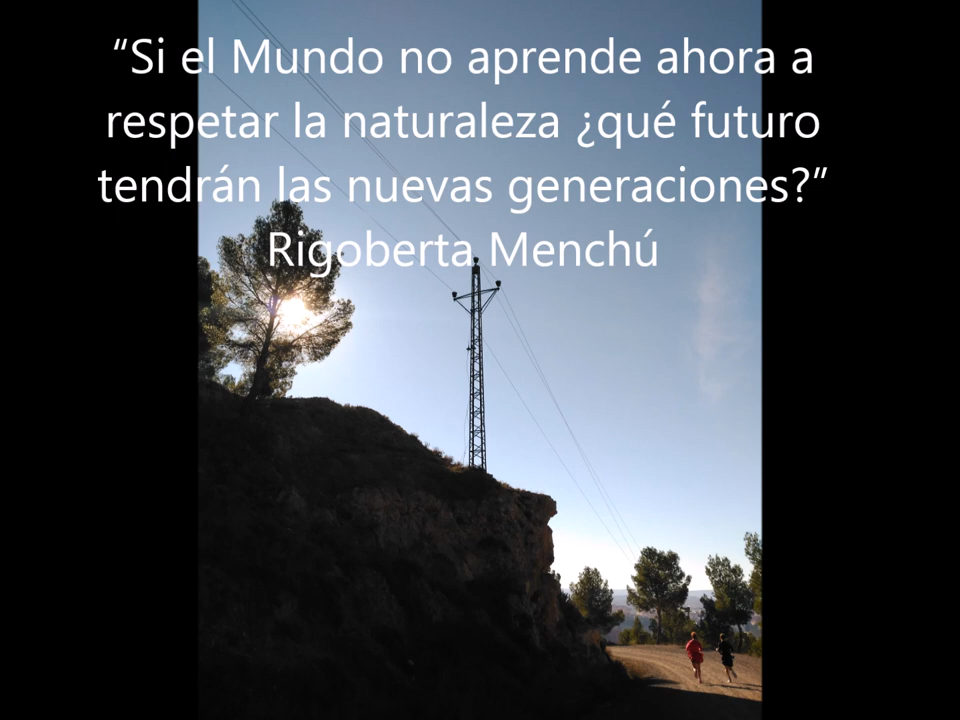 “Si el Mundo no aprende ahora a
respetar la naturaleza ¿qué futuro
tendrán las nuevas generaciones?”
Rigoberta Menchú